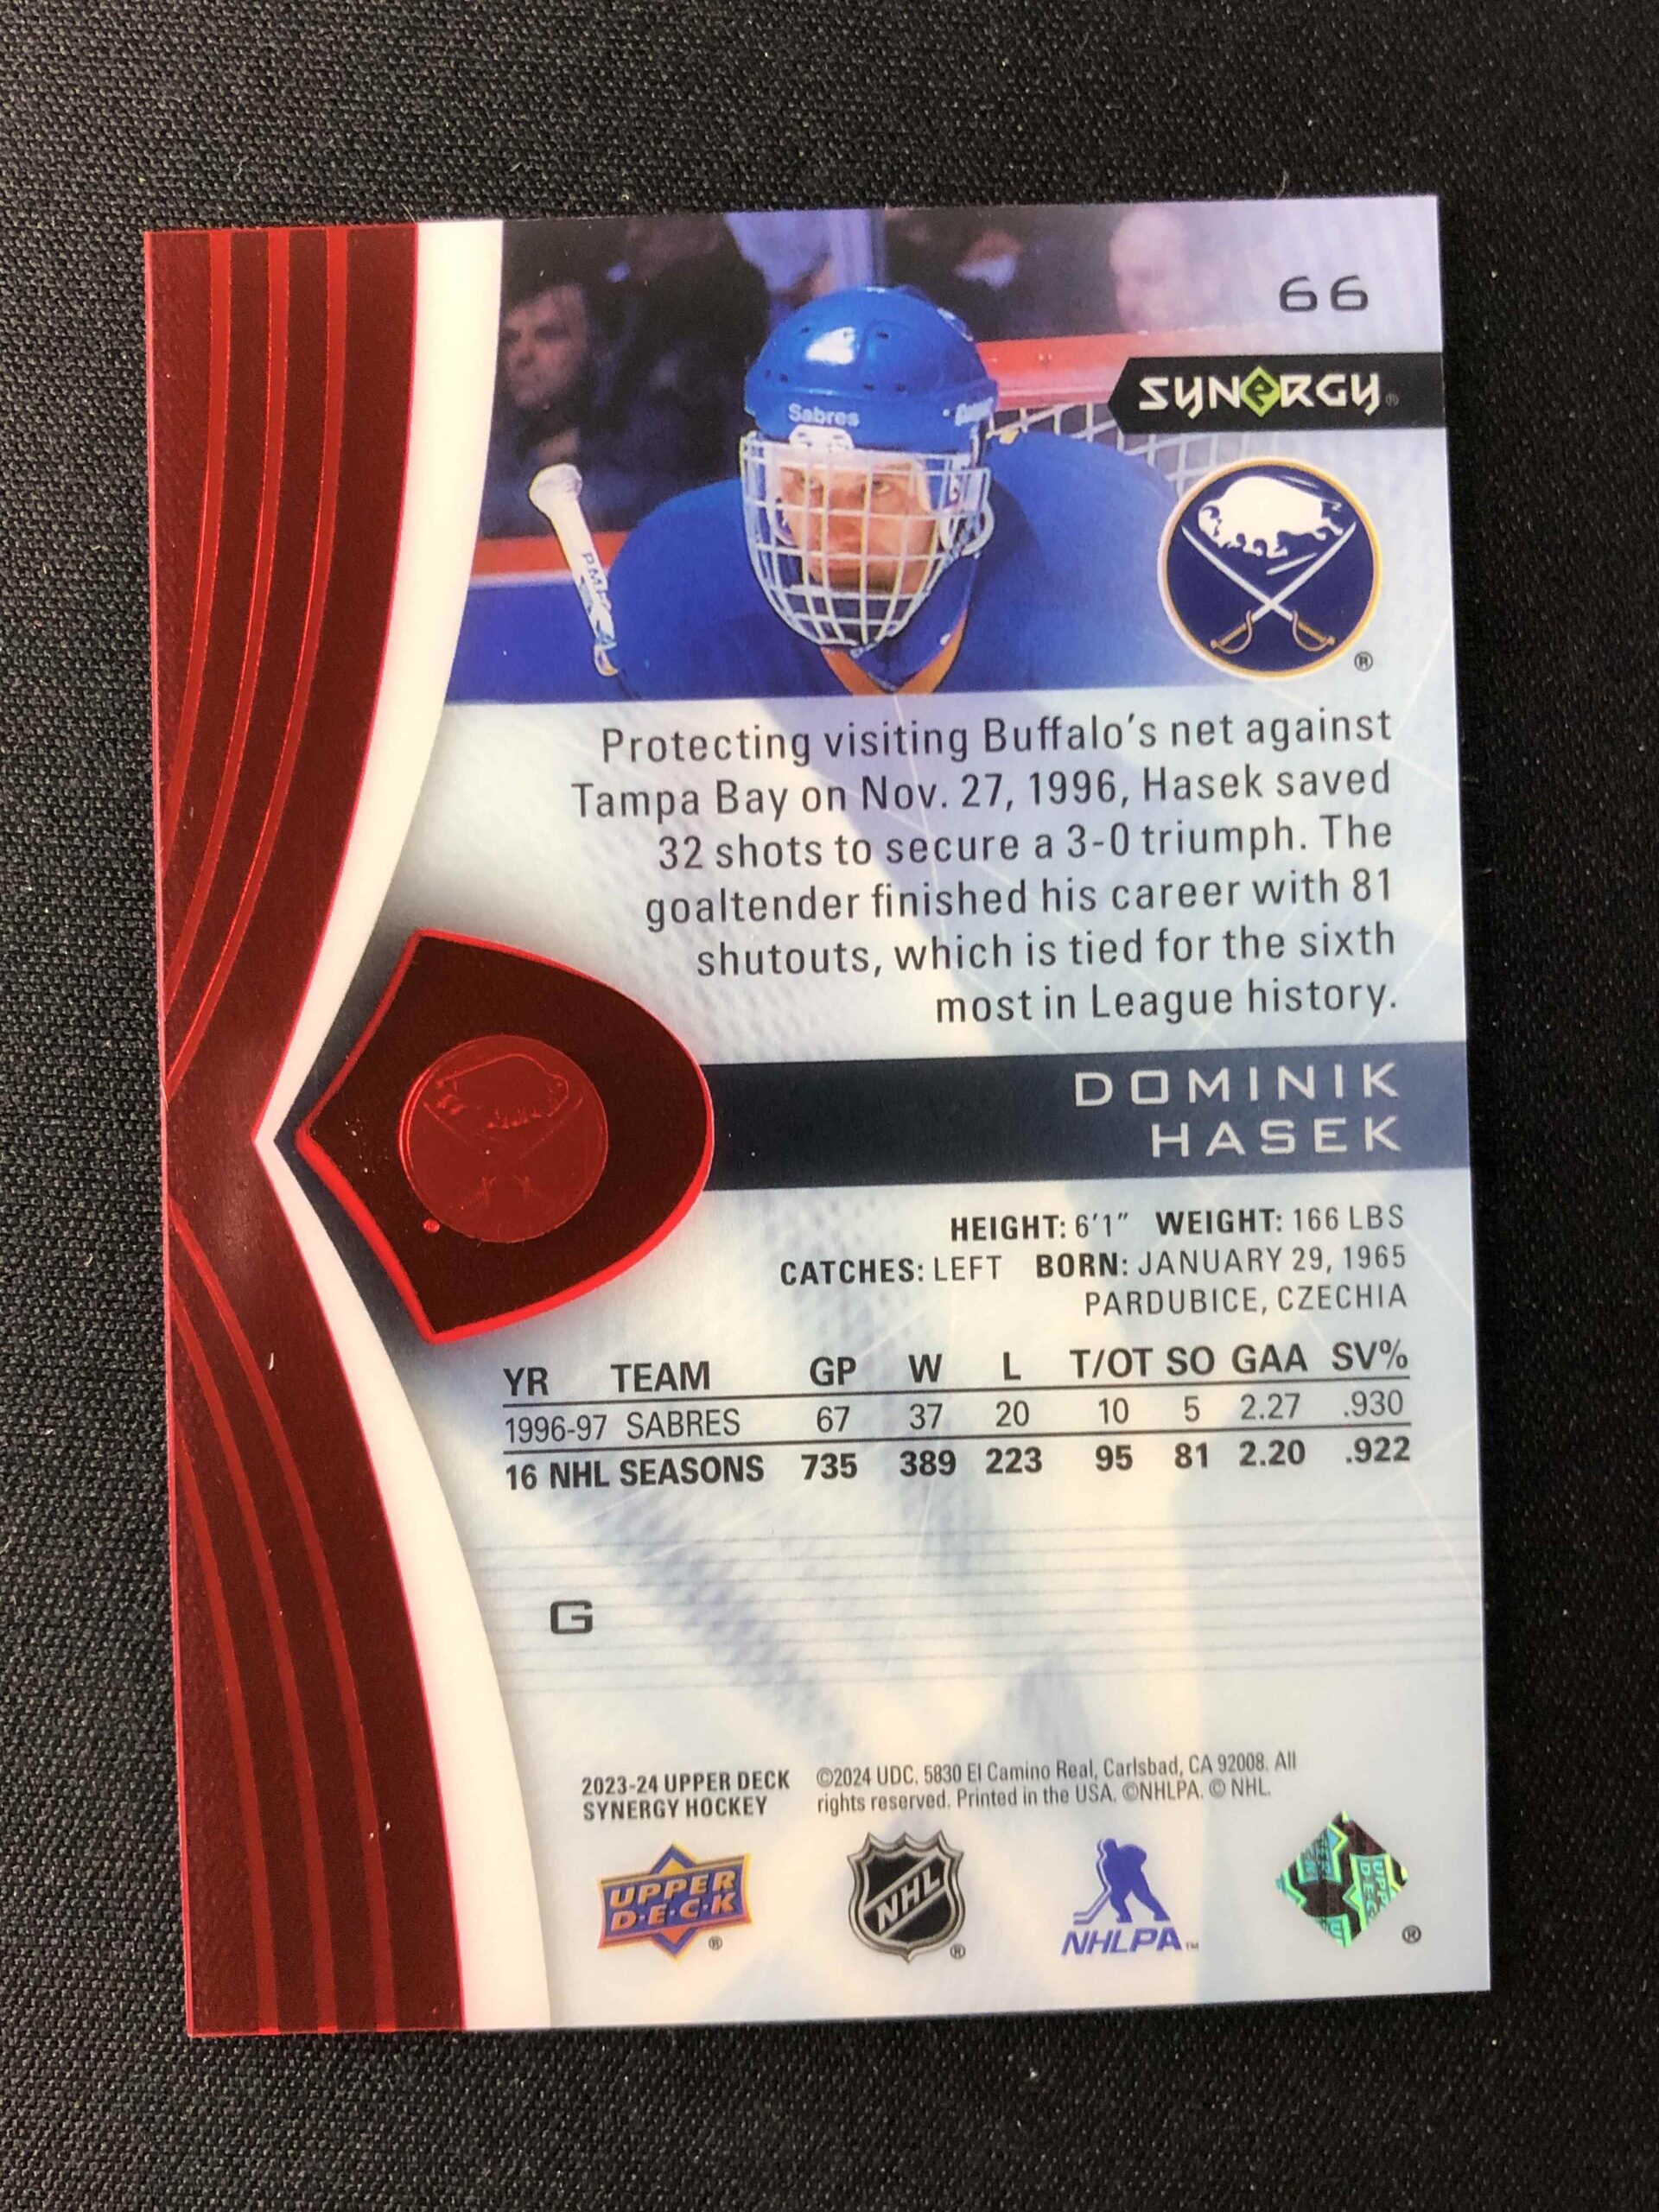 66
SYNERGY®
Sabres
®
Protecting visiting Buffalo's net against
Tampa Bay on Nov. 27, 1996, Hasek saved
32 shots to secure a 3-0 triumph. The
goaltender finished his career with 81
shutouts, which is tied for the sixth
most in League history.
DOMINIK
HASEK
HEIGHT: 6'1" WEIGHT: 166 LBS
CATCHES: LEFT BORN: JANUARY 29, 1965
PARDUBICE, CZECHIA
YR TEAM GP W L T/OT SO GAA SV%
1996-97 SABRES 67 37 20 10 5 2.27 .930
16 NHL SEASONS 735 389 223 95 81 2.20 .922
G
2023-24 UPPER DECK ©2024 UDC. 5830 El Camino Real, Carlsbad, CA 92008. All
SYNERGY HOCKEY rights reserved. Printed in the USA. ©NHLPA. © NHL.
UPPER
D·E·C·K ®
NHL ®
NHLPA™
®